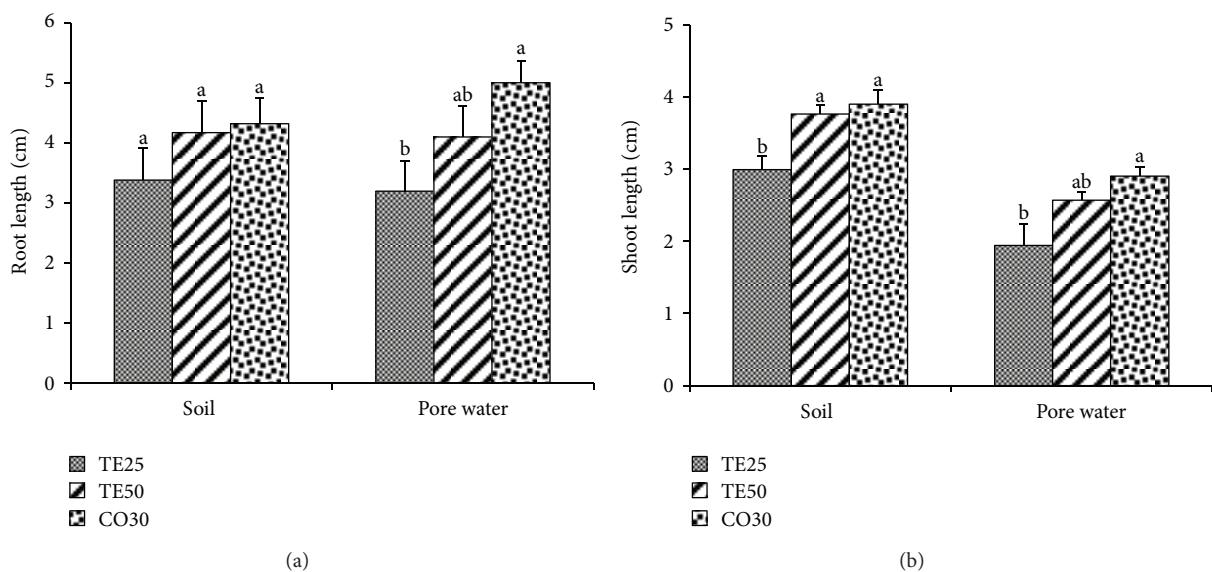 6
5
4
3
2
1
0
Root length (cm)
a
a
a
b
ab
a
Soil
Pore water
TE25
TE50
CO30
(a)
5
4
3
2
1
0
Shoot length (cm)
b
a
a
b
ab
a
Soil
Pore water
TE25
TE50
CO30
(b)